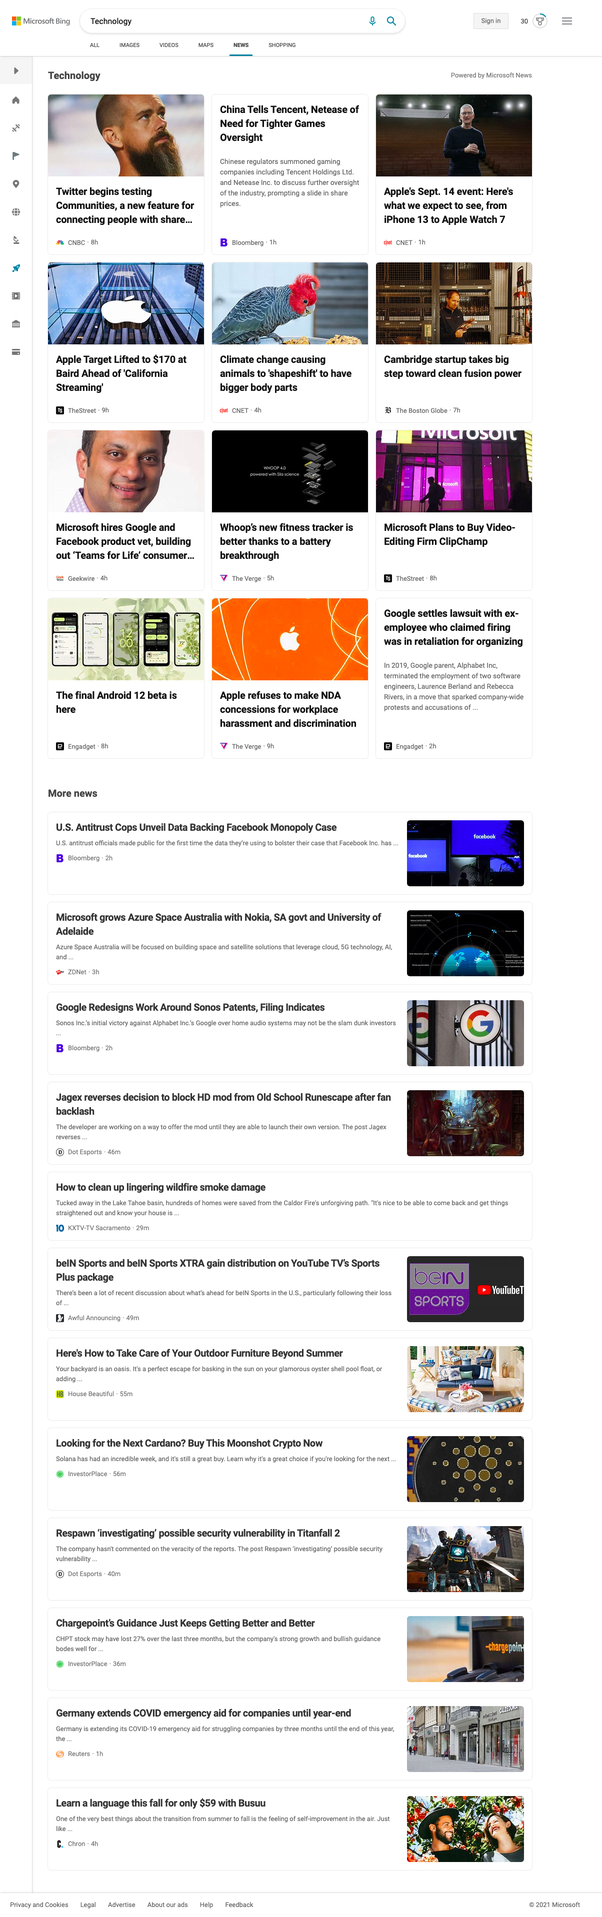 Microsoft Bing
Technology
Sign in
30
ALL
IMAGES
VIDEOS
MAPS
NEWS
SHOPPING
Technology
Powered by Microsoft News
Twitter begins testing
Communities, a new feature for
connecting people with share...
CNBC · 8h
China Tells Tencent, Netease of
Need for Tighter Games
Oversight
Chinese regulators summoned gaming
companies including Tencent Holdings Ltd.
and Netease Inc. to discuss further oversight
of the industry, prompting a slide in share
prices.
Bloomberg · 1h
Apple's Sept. 14 event: Here's
what we expect to see, from
iPhone 13 to Apple Watch 7
CNET · 1h
Apple Target Lifted to $170 at
Baird Ahead of 'California
Streaming'
TheStreet · 9h
Climate change causing
animals to 'shapeshift' to have
bigger body parts
CNET · 4h
Cambridge startup takes big
step toward clean fusion power
The Boston Globe · 7h
Microsoft hires Google and
Facebook product vet, building
out ‘Teams for Life’ consumer...
Geekwire · 4h
WHOOP 4.0
powered with Sila science
Whoop’s new fitness tracker is
better thanks to a battery
breakthrough
The Verge · 5h
Microsoft
Microsoft Plans to Buy Video-
Editing Firm ClipChamp
TheStreet · 8h
The final Android 12 beta is
here
Engadget · 8h
Apple refuses to make NDA
concessions for workplace
harassment and discrimination
The Verge · 9h
Google settles lawsuit with ex-
employee who claimed firing
was in retaliation for organizing
In 2019, Google parent, Alphabet Inc,
terminated the employment of two software
engineers, Laurence Berland and Rebecca
Rivers, in a move that sparked company-wide
protests and accusations of ...
Engadget · 2h
More news
U.S. Antitrust Cops Unveil Data Backing Facebook Monopoly Case
U.S. antitrust officials made public for the first time the data they're using to bolster their case that Facebook Inc. has ...
Bloomberg · 2h
facebook
facebook
Microsoft grows Azure Space Australia with Nokia, SA govt and University of
Adelaide
Azure Space Australia will be focused on building space and satellite solutions that leverage cloud, 5G technology, AI,
and ...
ZDNet · 3h
Google Redesigns Work Around Sonos Patents, Filing Indicates
Sonos Inc.'s initial victory against Alphabet Inc.'s Google over home audio systems may not be the slam dunk investors
...
Bloomberg · 2h
Jagex reverses decision to block HD mod from Old School Runescape after fan
backlash
The developer are working on a way to offer the mod until they are able to launch their own version. The post Jagex
reverses ...
Dot Esports · 46m
How to clean up lingering wildfire smoke damage
Tucked away in the Lake Tahoe basin, hundreds of homes were saved from the Caldor Fire's unforgiving path. "It's nice to be able to come back and get things
straightened out and know your house is ...
KXTV-TV Sacramento · 29m
beIN Sports and beIN Sports XTRA gain distribution on YouTube TV’s Sports
Plus package
There's been a lot of recent discussion about what's ahead for beIN Sports in the U.S., particularly following their loss
of ...
Awful Announcing · 49m
beIN
SPORTS
YouTubeT
Here's How to Take Care of Your Outdoor Furniture Beyond Summer
Your backyard is an oasis. It's a perfect escape for basking in the sun on your glamorous oyster shell pool float, or
adding ...
House Beautiful · 55m
Looking for the Next Cardano? Buy This Moonshot Crypto Now
Solana has had an incredible week, and it's still a great buy. Learn why it's a great choice if you're looking for the next ...
InvestorPlace · 56m
Respawn ‘investigating’ possible security vulnerability in Titanfall 2
The company hasn't commented on the veracity of the reports. The post Respawn ‘investigating’ possible security
vulnerability ...
Dot Esports · 40m
Chargepoint’s Guidance Just Keeps Getting Better and Better
CHPT stock may have lost 27% over the last three months, but the company's strong growth and bullish guidance
bodes well for ...
InvestorPlace · 36m
-chargepoin
Germany extends COVID emergency aid for companies until year-end
Germany is extending its COVID-19 emergency aid for struggling companies by three months until the end of this year,
the ...
Reuters · 1h
Learn a language this fall for only $59 with Busuu
One of the very best things about the transition from summer to fall is the feeling of self-improvement in the air. Just
like ...
Chron · 4h
Privacy and Cookies
Legal
Advertise
About our ads
Help
Feedback
© 2021 Microsoft